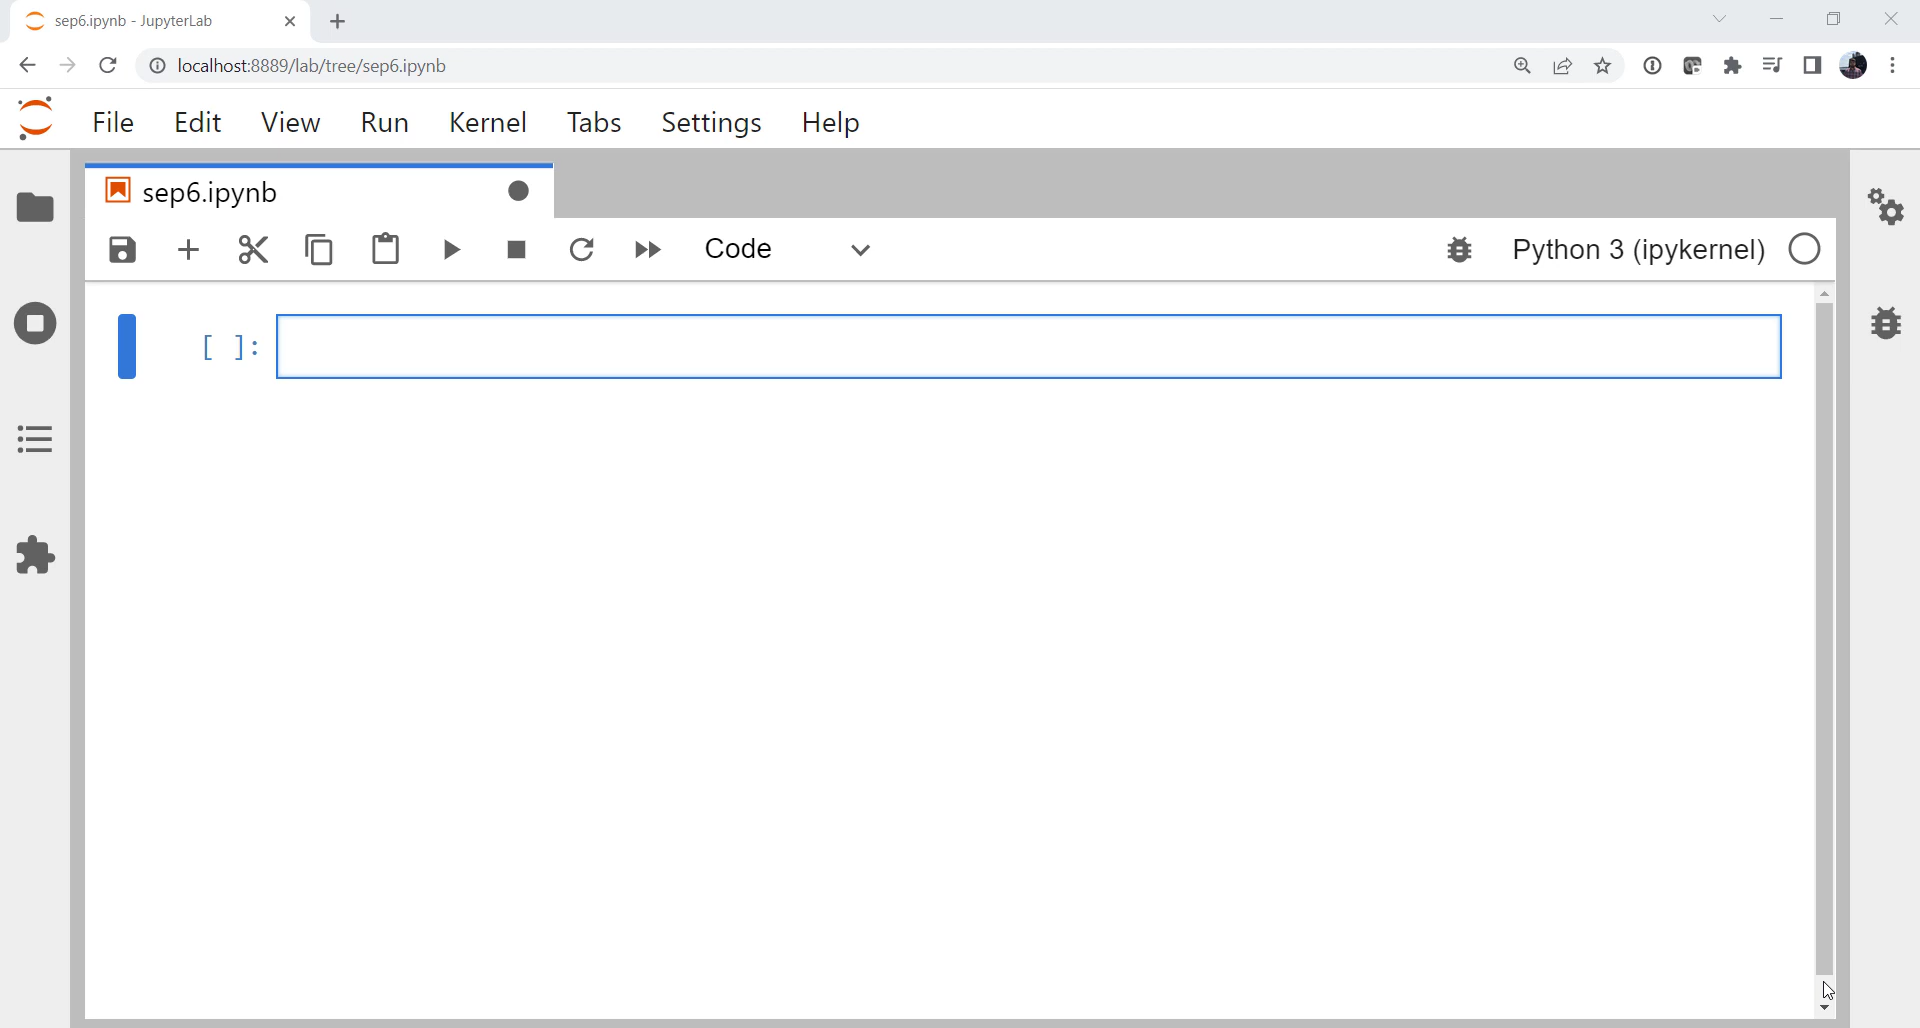 sep6.ipynb - JupyterLab
localhost:8889/lab/tree/sep6.ipynb
File Edit View Run Kernel Tabs Settings Help
sep6.ipynb
Code Python 3 (ipykernel)
[ ]: